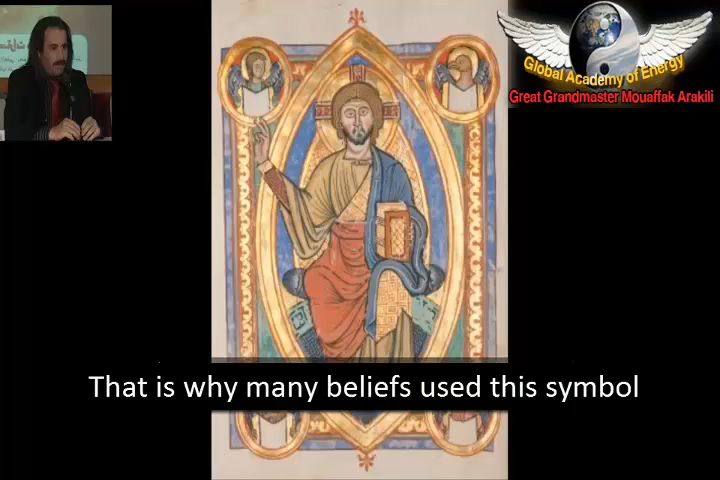 Global Academy of Energy
Great Grandmaster Mouaffak Arakili
That is why many beliefs used this symbol